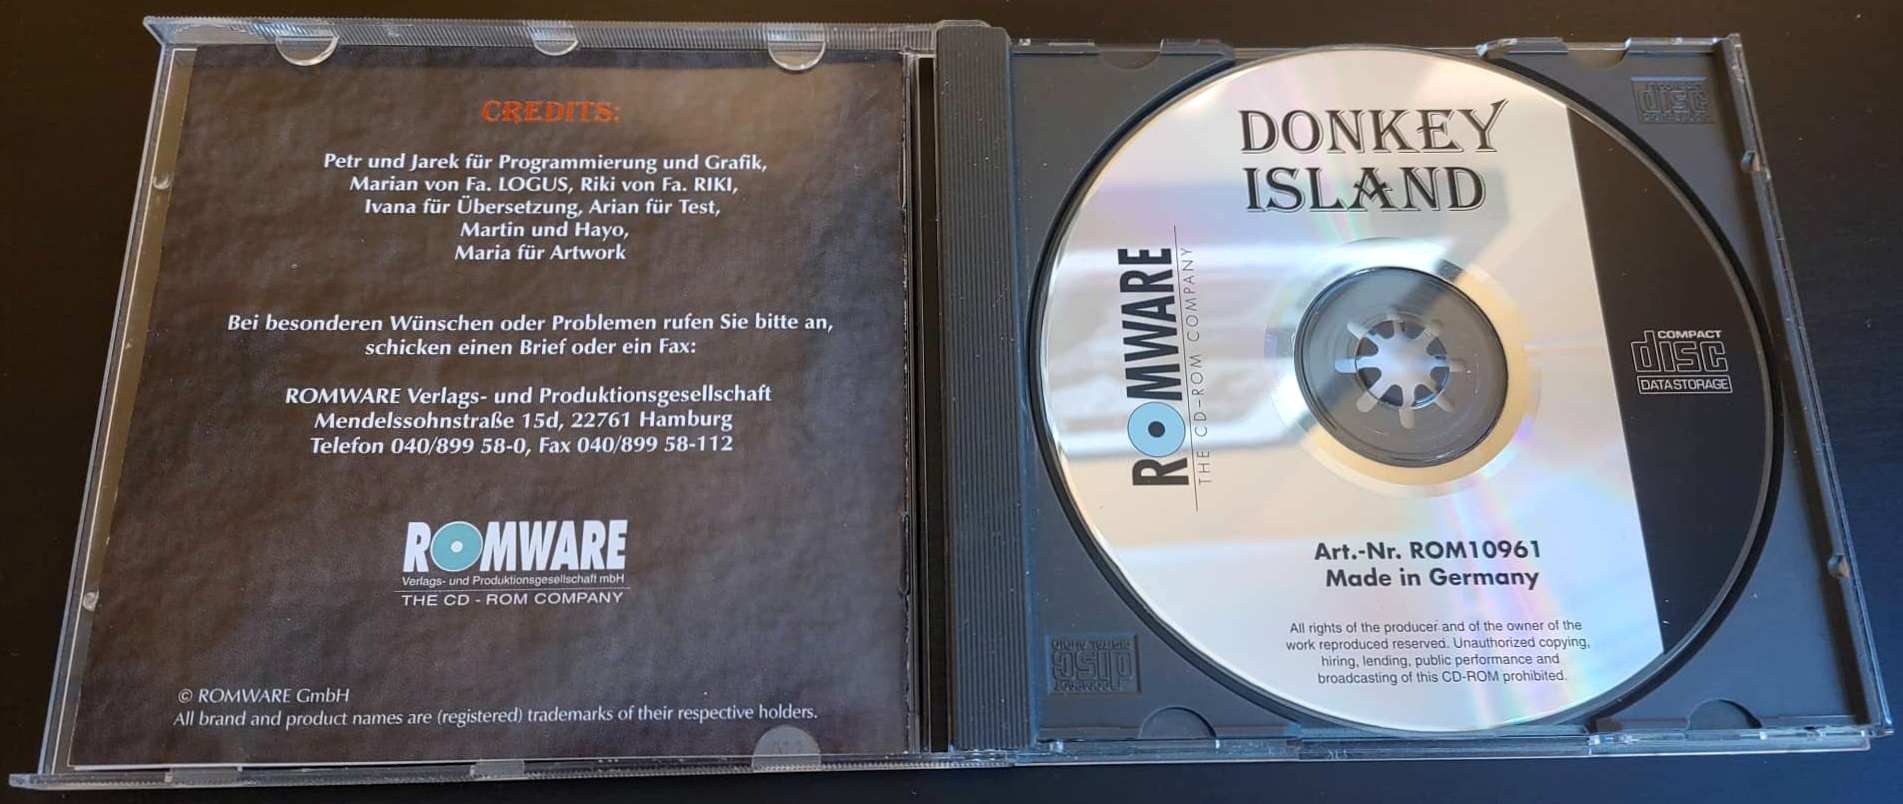 CREDITS:
Petr und Jarek für Programmierung und Grafik,
Marian von Fa. LOGUS, Riki von Fa. RIKI,
Ivana für Übersetzung, Arian für Test,
Martin und Hayo,
Maria für Artwork
Bei besonderen Wünschen oder Problemen rufen Sie bitte an,
schicken einen Brief oder ein Fax:
ROMWARE Verlags- und Produktionsgesellschaft
Mendelssohnstraße 15d, 22761 Hamburg
Telefon 040/899 58-0, Fax 040/899 58-112
ROMWARE
Verlags- und Produktionsgesellschaft mbH
THE CD - ROM COMPANY
© ROMWARE GmbH
All brand and product names are (registered) trademarks of their respective holders.
DONKEY
ISLAND
ROMWARE
THE CD-ROM COMPANY
COMPACT
disc
DATA STORAGE
Art.-Nr. ROM10961
Made in Germany
All rights of the producer and of the owner of the
work reproduced reserved. Unauthorized copying,
hiring, lending, public performance and
broadcasting of this CD-ROM prohibited.
disc
COMPACT
disc
DIGITAL AUDIO